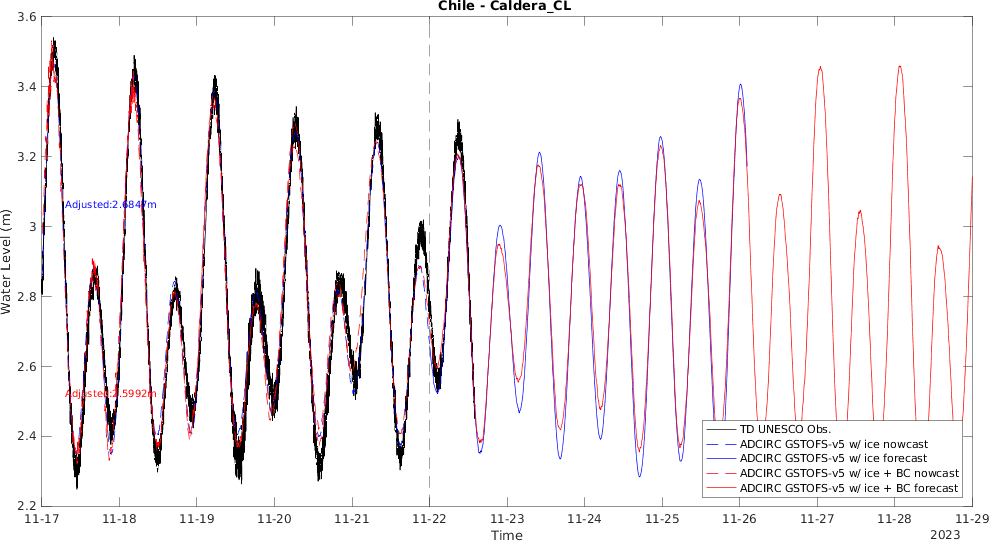 Chile - Caldera_CL
3.6
3.4
3.2
3
2.8
2.6
2.4
2.2
Water Level (m)
Adjusted:2.6847m
Adjusted:2.5992m
TD UNESCO Obs.
ADCIRC GSTOFS-v5 w/ ice nowcast
ADCIRC GSTOFS-v5 w/ ice forecast
ADCIRC GSTOFS-v5 w/ ice + BC nowcast
ADCIRC GSTOFS-v5 w/ ice + BC forecast
11-17 11-18 11-19 11-20 11-21 11-22 11-23 11-24 11-25 11-26 11-27 11-28 11-29
Time
2023